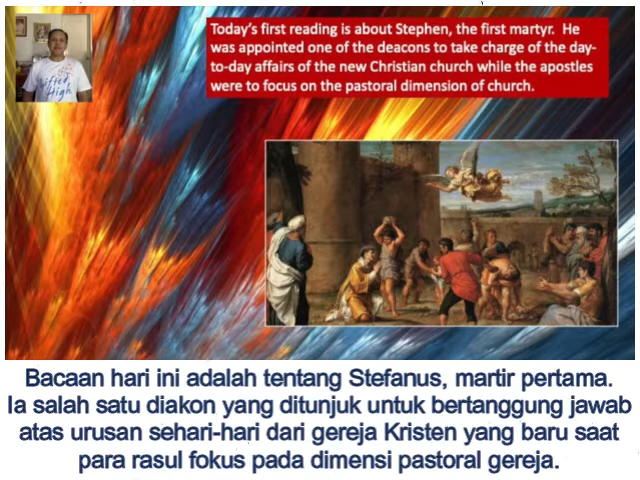 Today's first reading is about Stephen, the first martyr.  He
was appointed one of the deacons to take charge of the day-
to-day affairs of the new Christian church while the apostles
were to focus on the pastoral dimension of church.
Bacaan hari ini adalah tentang Stefanus, martir pertama.
Ia salah satu diakon yang ditunjuk untuk bertanggung jawab
atas urusan sehari-hari dari gereja Kristen yang baru saat
para rasul fokus pada dimensi pastoral gereja.